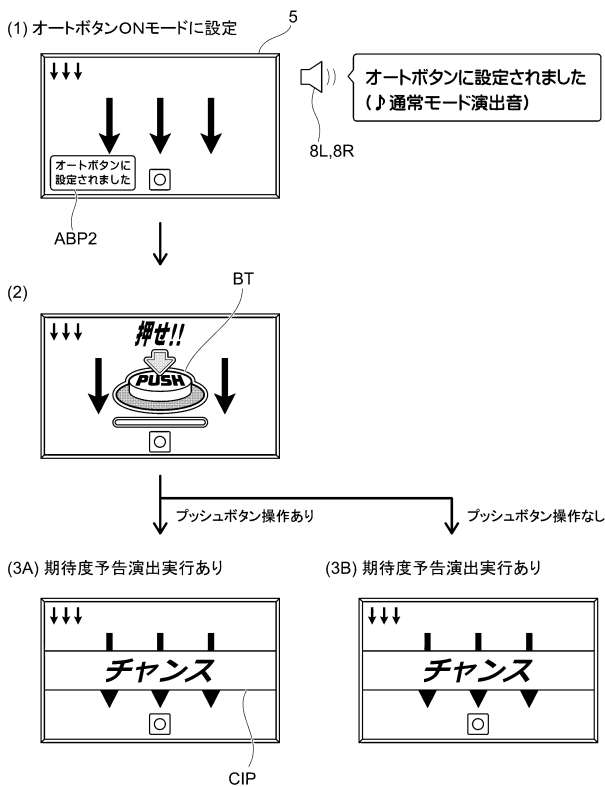 (1) オートボタンONモードに設定
5
オートボタンに設定されました
(♪通常モード演出音)
8L,8R
オートボタンに
設定されました
ABP2
(2)
BT
押せ!!
PUSH
プッシュボタン操作あり
プッシュボタン操作なし
(3A) 期待度予告演出実行あり
(3B) 期待度予告演出実行あり
チャンス
チャンス
CIP